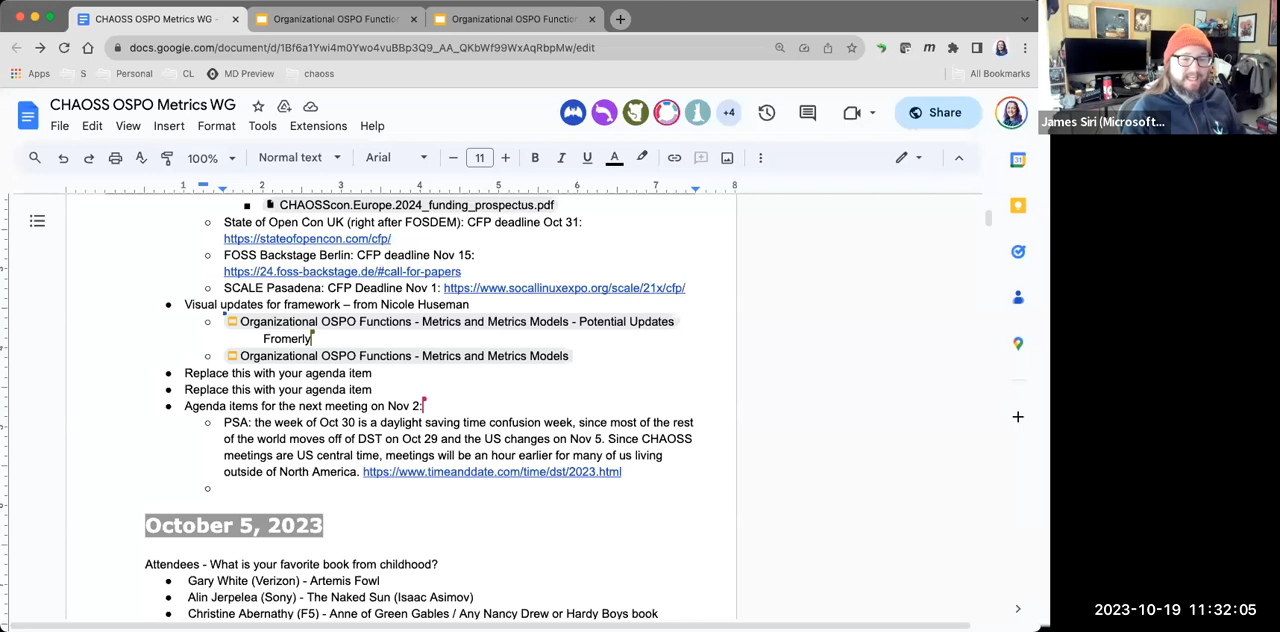 CHAOSS OSPO Metrics WG -
Organizational OSPO Function
Organizational OSPO Function
docs.google.com/document/d/1Bf6a1Ywi4m0Ywo4vuBBp3Q9_AA_QKbWf99WxAqRbpMw/edit
Apps
S
Personal
CL
MD Preview
chaoss
All Bookmarks
CHAOSS OSPO Metrics WG
File Edit View Insert Format Tools Extensions Help
+4
Share
100%
Normal text
Arial
11
1 2 3 4 5 6 7 8
CHAOSScon.Europe.2024_funding_prospectus.pdf
State of Open Con UK (right after FOSDEM): CFP deadline Oct 31:
https://stateofopencon.com/cfp/
FOSS Backstage Berlin: CFP deadline Nov 15:
https://24.foss-backstage.de/#call-for-papers
SCALE Pasadena: CFP Deadline Nov 1: https://www.socallinuxexpo.org/scale/21x/cfp/
Visual updates for framework – from Nicole Huseman
Organizational OSPO Functions - Metrics and Metrics Models - Potential Updates
Fromerly
Organizational OSPO Functions - Metrics and Metrics Models
Replace this with your agenda item
Replace this with your agenda item
Agenda items for the next meeting on Nov 2:
PSA: the week of Oct 30 is a daylight saving time confusion week, since most of the rest
of the world moves off of DST on Oct 29 and the US changes on Nov 5. Since CHAOSS
meetings are US central time, meetings will be an hour earlier for many of us living
outside of North America. https://www.timeanddate.com/time/dst/2023.html
October 5, 2023
Attendees - What is your favorite book from childhood?
Gary White (Verizon) - Artemis Fowl
Alin Jerpelea (Sony) - The Naked Sun (Isaac Asimov)
Christine Abernathy (F5) - Anne of Green Gables / Any Nancy Drew or Hardy Boys book
James Siri (Microsoft...
2023-10-19 11:32:05